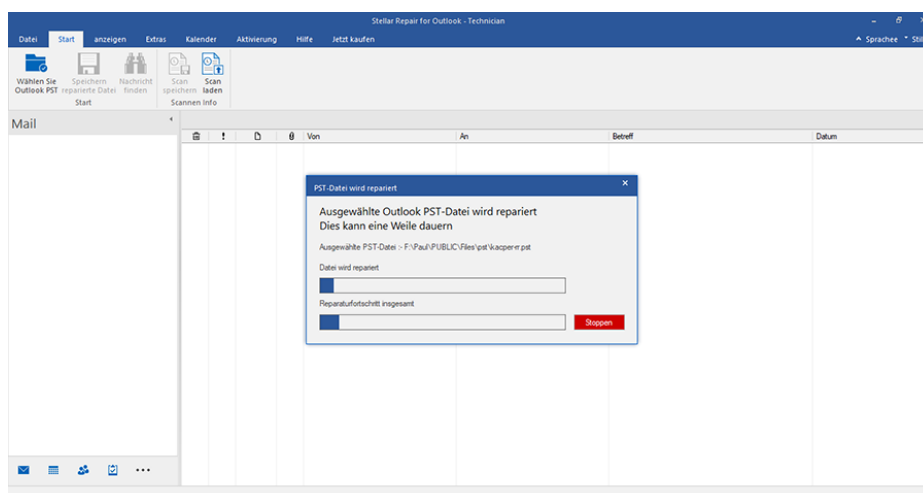 Stellar Repair for Outlook - Technician
Datei Start anzeigen Extras Kalender Aktivierung Hilfe Jetzt kaufen Sprachee Stil
Wählen Sie Outlook PST
Speichern reparierte Datei
Nachricht finden
Scan speichern
Scan laden
Start
Scannen Info
Mail
Von An Betreff Datum
PST-Datei wird repariert
Ausgewählte Outlook PST-Datei wird repariert
Dies kann eine Weile dauern
Ausgewählte PST-Datei :- F:\Paul\PUBLIC\Files\pst\
Datei wird repariert
Reparaturfortschritt insgesamt
Stoppen